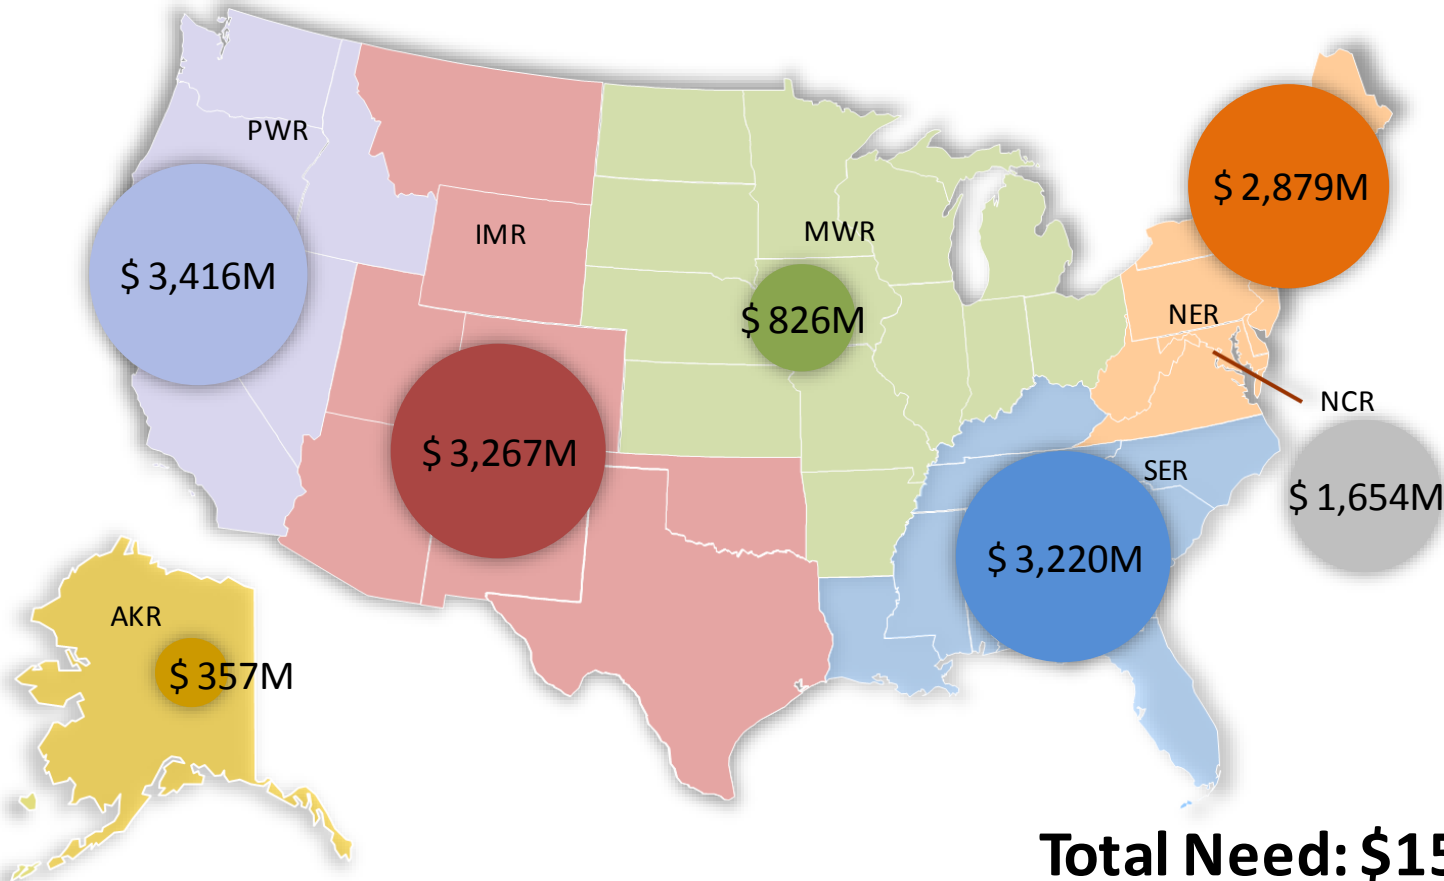 PWR
$ 3,416M
IMR
$ 3,267M
MWR
$ 826M
$ 2,879M
NER
NCR
$ 1,654M
SER
$ 3,220M
AKR
$ 357M
Total Need: $15